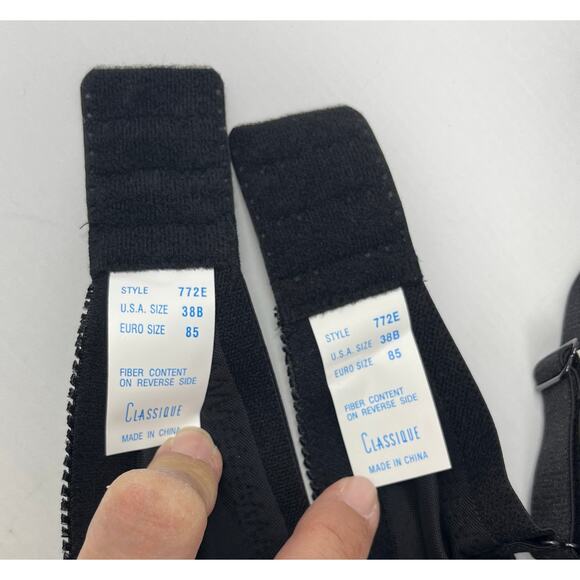 STYLE 772E
U.S.A. SIZE 38B
EURO SIZE 85
FIBER CONTENT
ON REVERSE SIDE
CLASSIQUE
MADE IN CHINA
STYLE 772E
U.S.A. SIZE 38B
EURO SIZE 85
FIBER CONTENT
ON REVERSE SIDE
CLASSIQUE
MADE IN CHINA